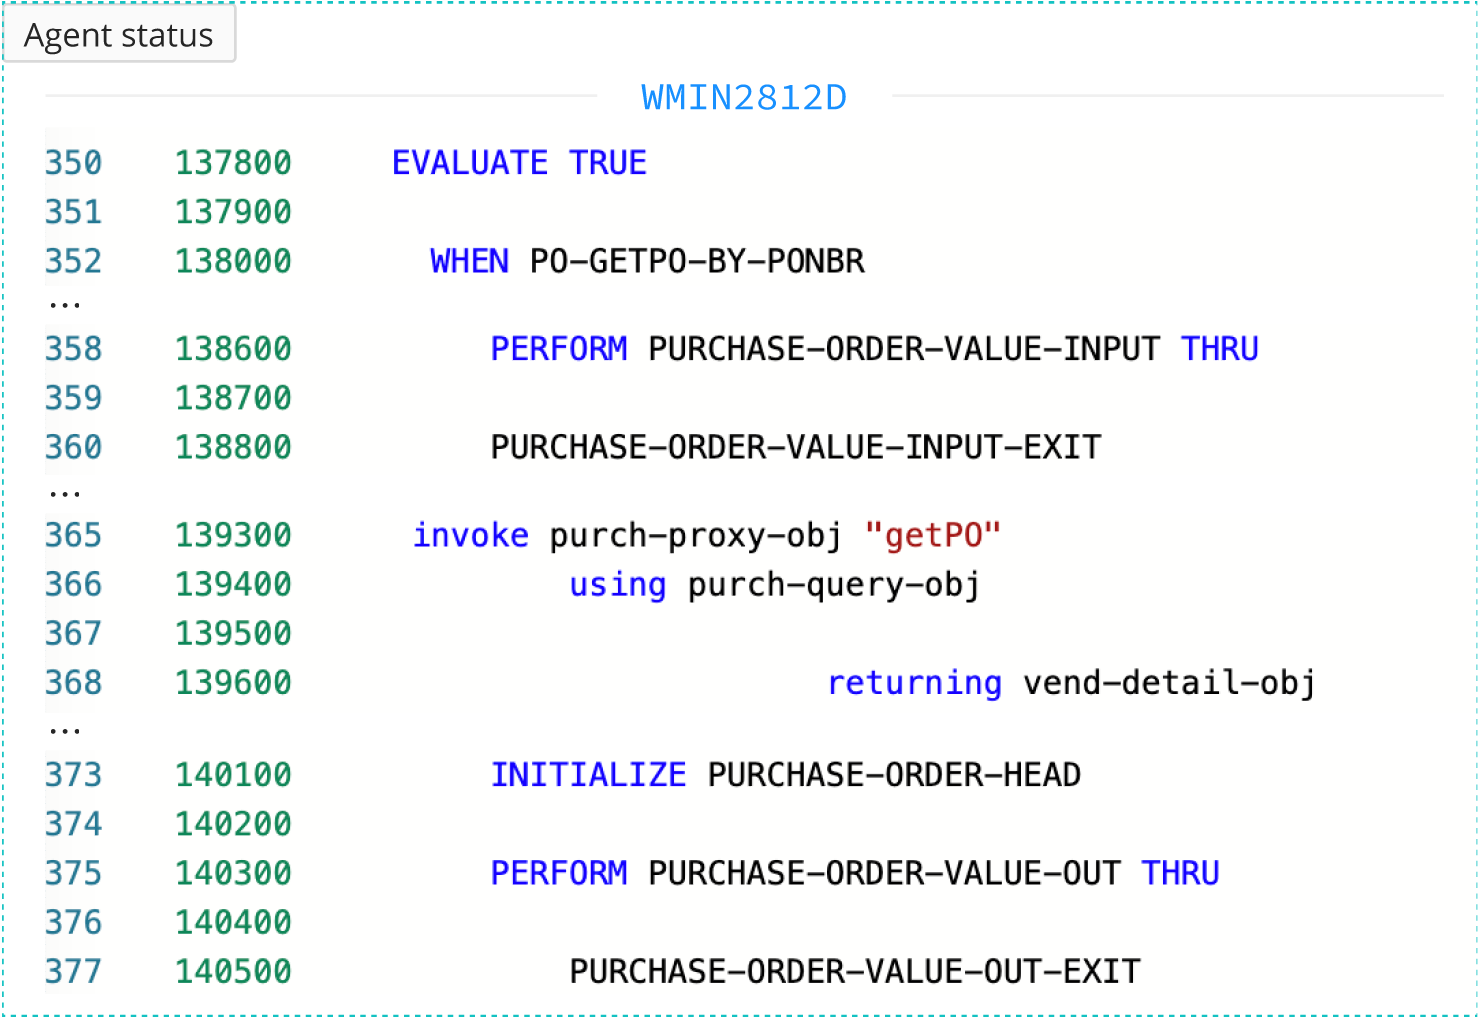 Agent status
WMIN2812D
350 137800 EVALUATE TRUE
351 137900
352 138000 WHEN PO-GETPO-BY-PONBR
...
358 138600 PERFORM PURCHASE-ORDER-VALUE-INPUT THRU
359 138700
360 138800 PURCHASE-ORDER-VALUE-INPUT-EXIT
...
365 139300 invoke purch-proxy-obj "getPO"
366 139400 using purch-query-obj
367 139500
368 139600 returning vend-detail-obj
...
373 140100 INITIALIZE PURCHASE-ORDER-HEAD
374 140200
375 140300 PERFORM PURCHASE-ORDER-VALUE-OUT THRU
376 140400
377 140500 PURCHASE-ORDER-VALUE-OUT-EXIT